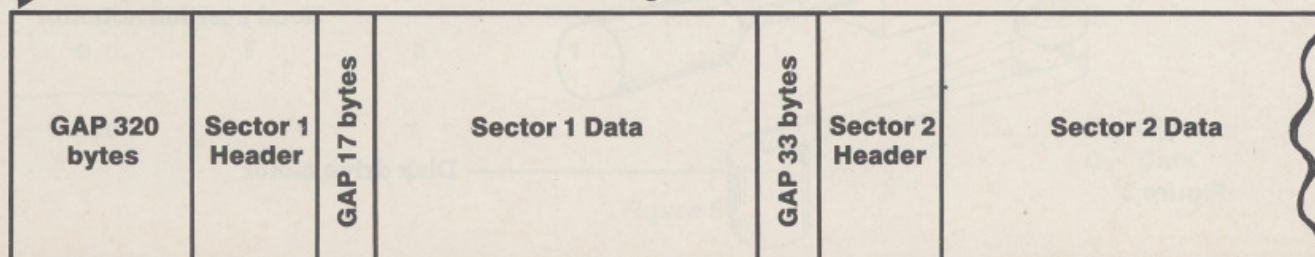 GAP 320
bytes
Sector 1
Header
GAP 17 bytes
Sector 1 Data
GAP 33 bytes
Sector 2
Header
Sector 2 Data